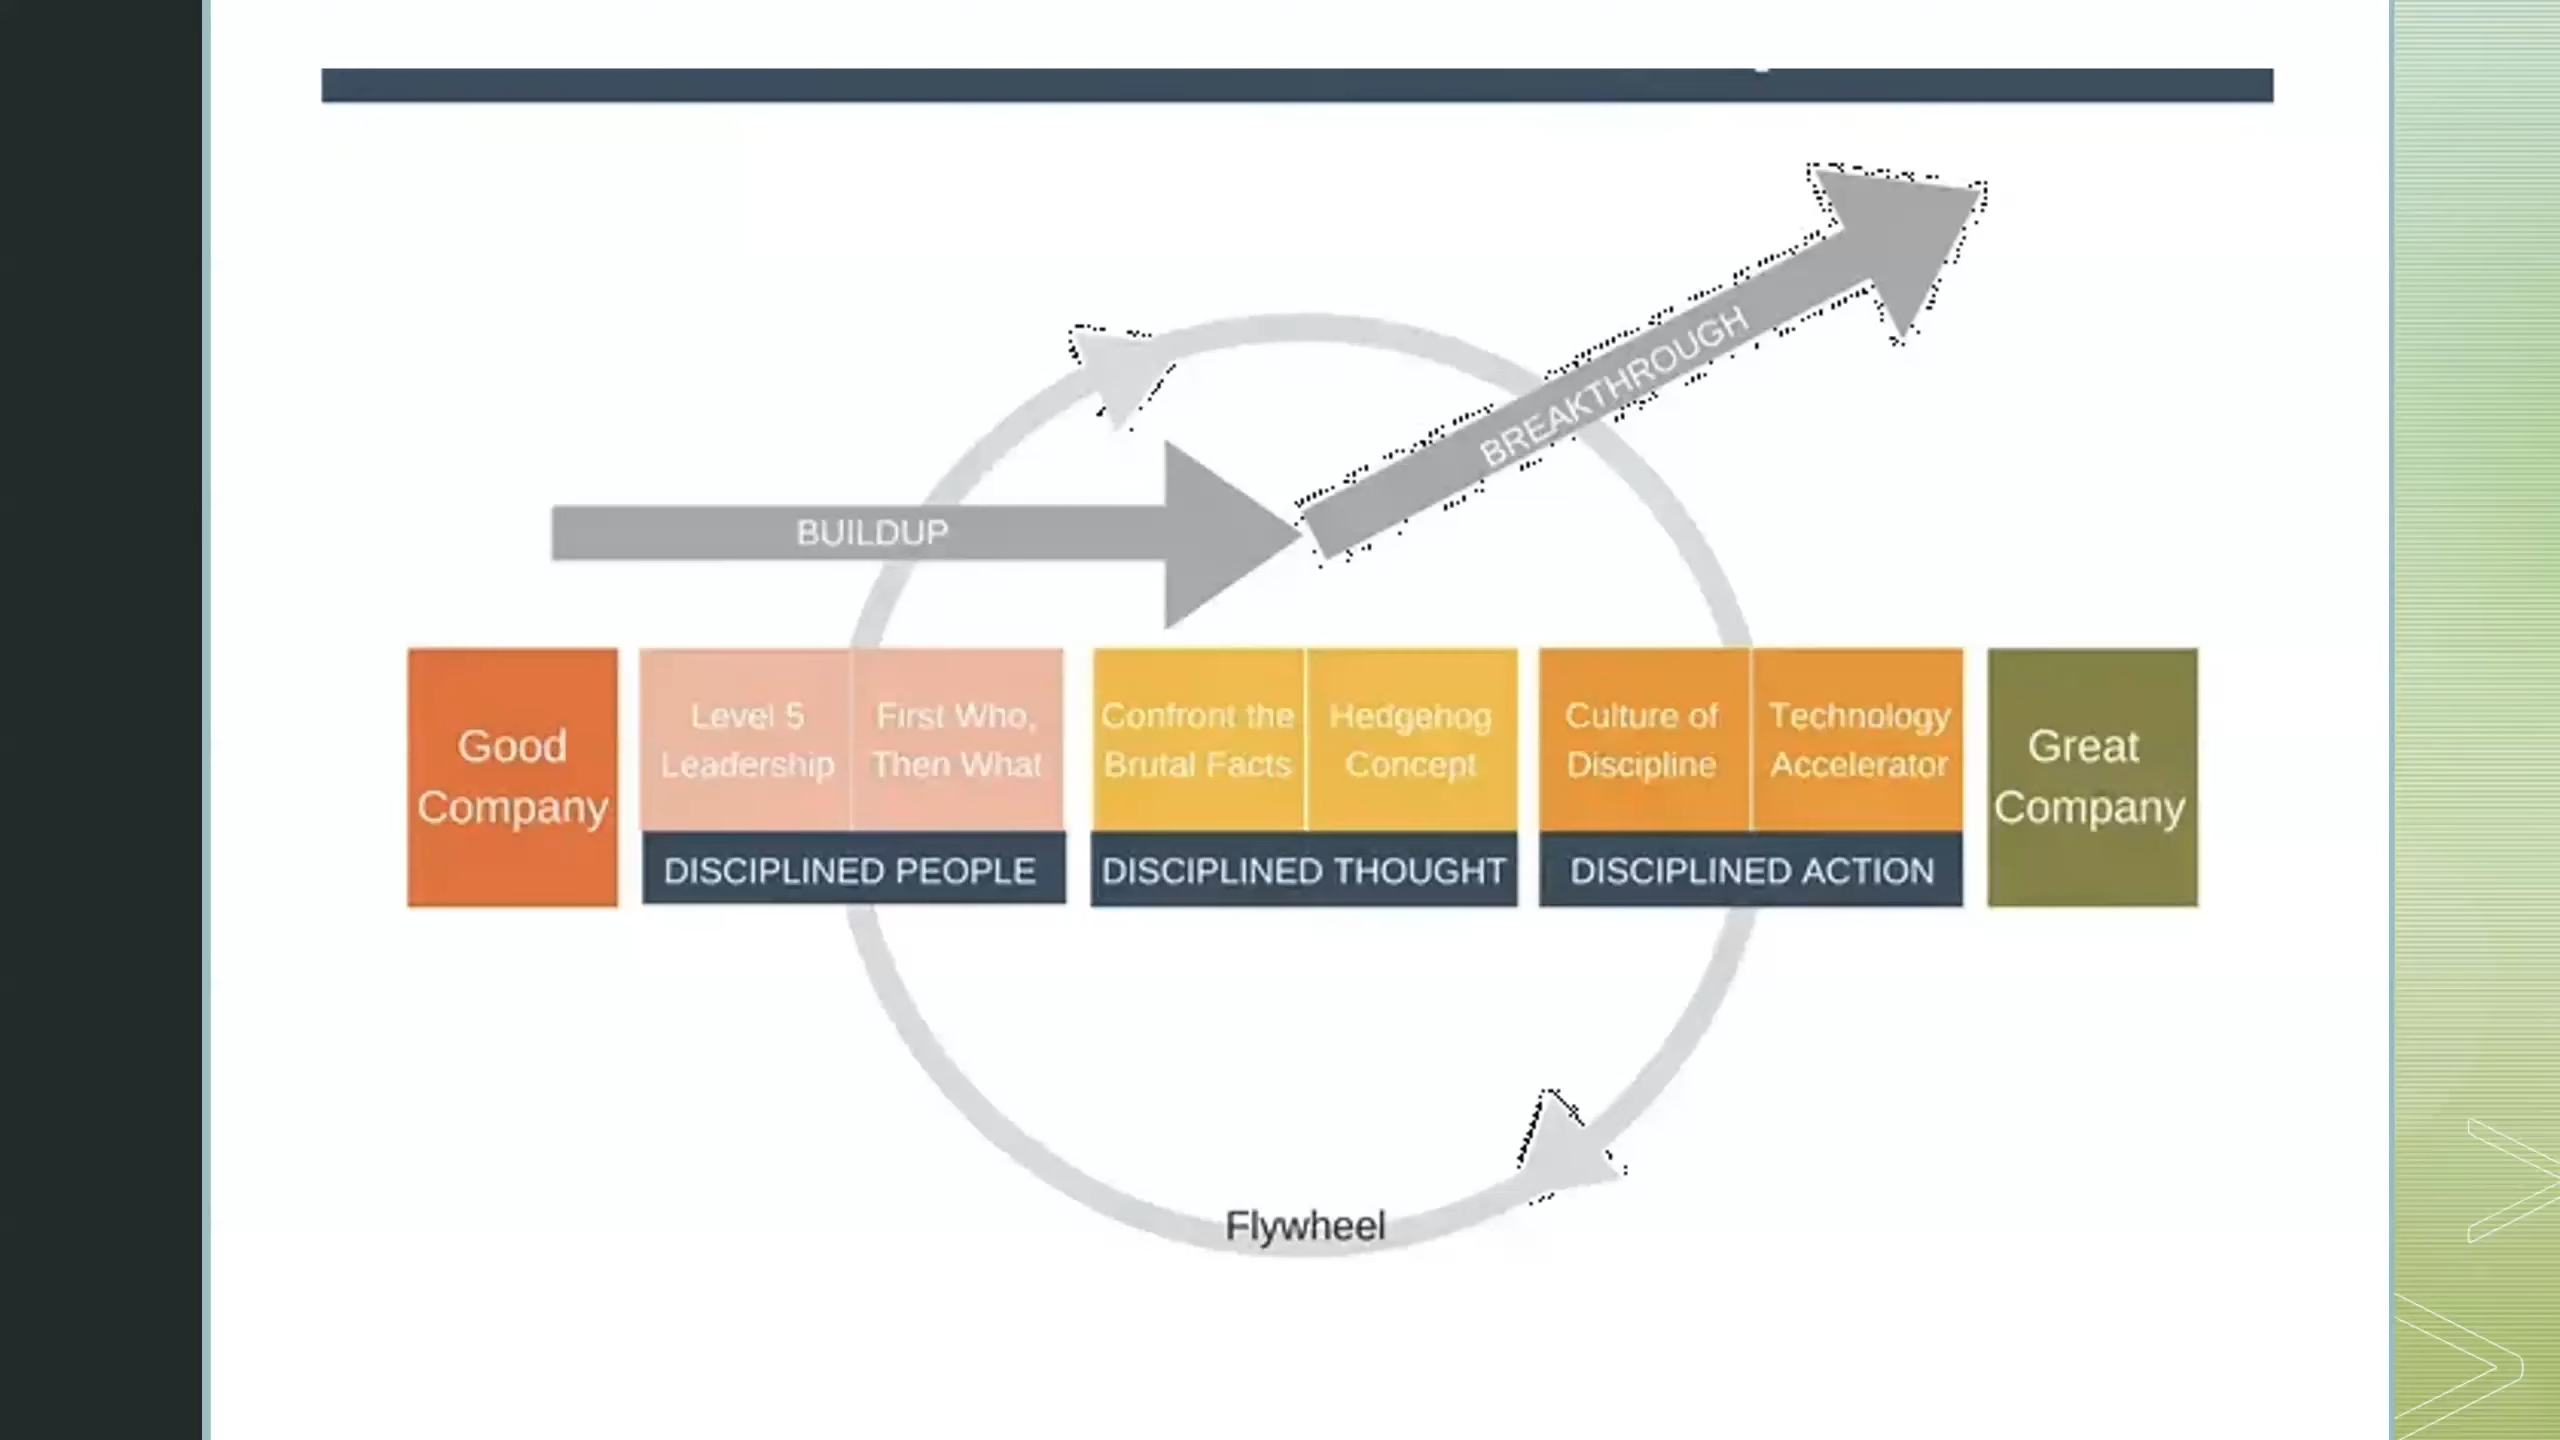 BREAKTHROUGH
BUILDUP
Good
Company
Level 5
Leadership
First Who,
Then What
Confront the
Brutal Facts
Hedgehog
Concept
Culture of
Discipline
Technology
Accelerator
Great
Company
DISCIPLINED PEOPLE
DISCIPLINED THOUGHT
DISCIPLINED ACTION
Flywheel